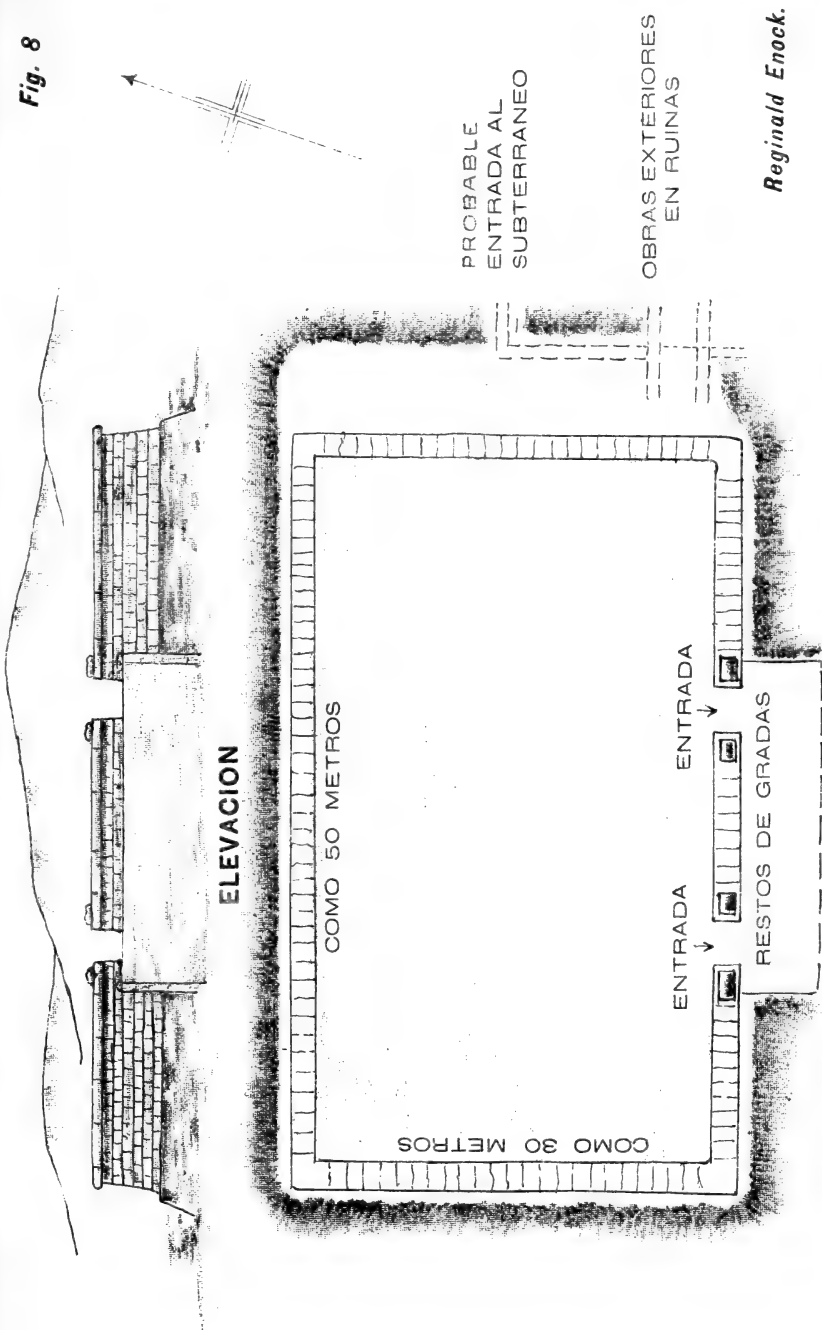 Fig. 8
ELEVACION
COMO 50 METROS
COMO 30 METROS
ENTRADA
ENTRADA
RESTOS DE GRADAS
PROBABLE
ENTRADA AL
SUBTERRANEO
OBRAS EXTERIORES
EN RUINAS
Reginald Enock.